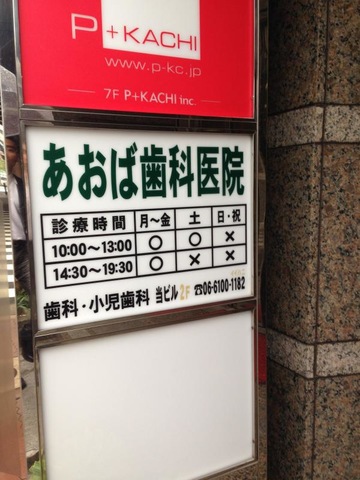 P+KACHI
www.p-kc.jp
7F P+KACHI inc.
あおば歯科医院
診療時間 月〜金 土 日・祝
10:00〜13:00 ○ ○ ×
14:30〜19:30 ○ × ×
歯科・小児歯科 当ビル2F ☎06-6100-1182